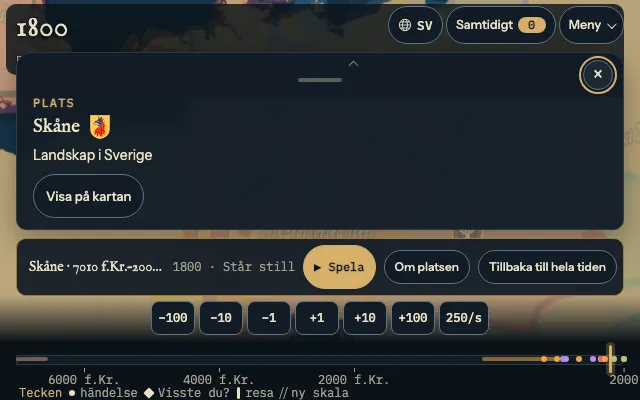 1800
SV
Samtidigt 0
Meny
×
PLATS
Skåne
Landskap i Sverige
Visa på kartan
Skåne · 7010 f.Kr.–200…
1800 · Står still
▶ Spela
Om platsen
Tillbaka till hela tiden
−100
−10
−1
+1
+10
+100
250/s
6000 f.Kr.
4000 f.Kr.
2000 f.Kr.
2000
Tecken ● händelse ◆ Visste du? ❙ resa // ny skala